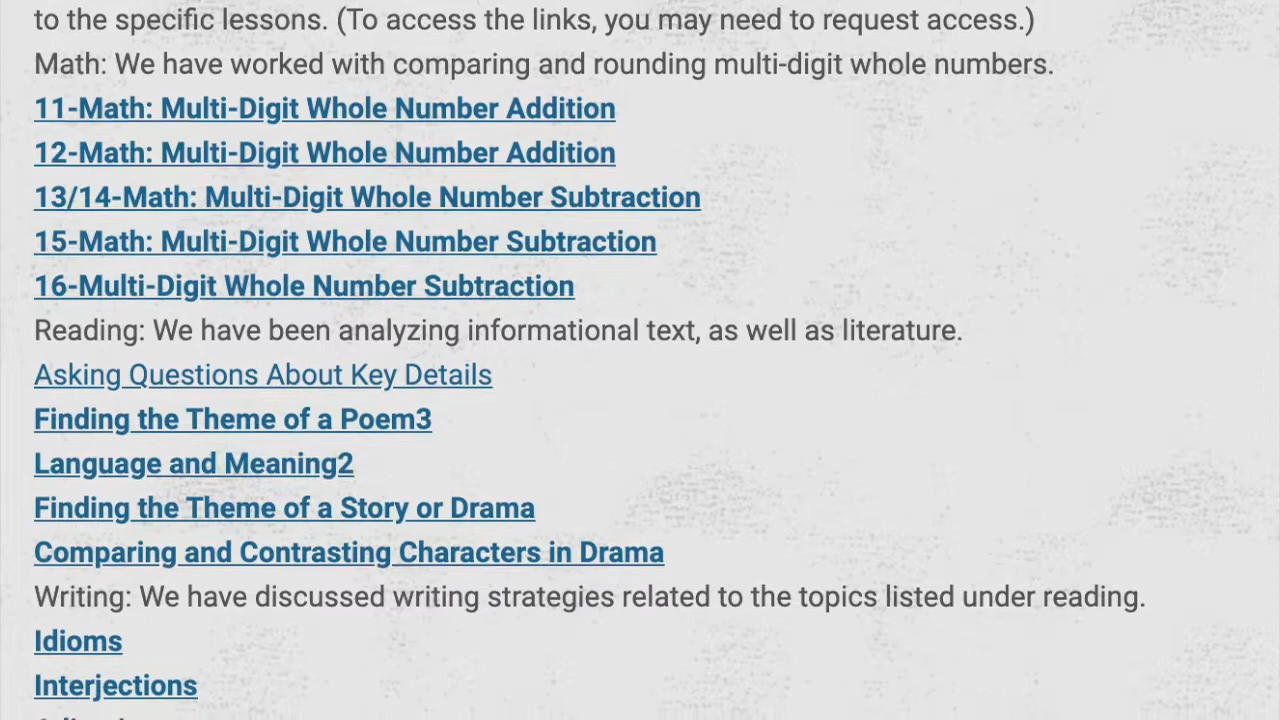 to the specific lessons. (To access the links, you may need to request access.)
Math: We have worked with comparing and rounding multi-digit whole numbers.
11-Math: Multi-Digit Whole Number Addition
12-Math: Multi-Digit Whole Number Addition
13/14-Math: Multi-Digit Whole Number Subtraction
15-Math: Multi-Digit Whole Number Subtraction
16-Multi-Digit Whole Number Subtraction
Reading: We have been analyzing informational text, as well as literature.
Asking Questions About Key Details
Finding the Theme of a Poem3
Language and Meaning2
Finding the Theme of a Story or Drama
Comparing and Contrasting Characters in Drama
Writing: We have discussed writing strategies related to the topics listed under reading.
Idioms
Interjections